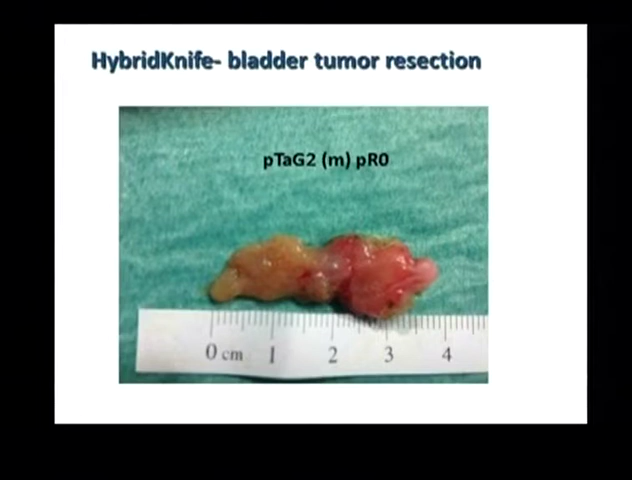 HybridKnife- bladder tumor resection
pTaG2 (m) pR0
0 cm 1 2 3 4